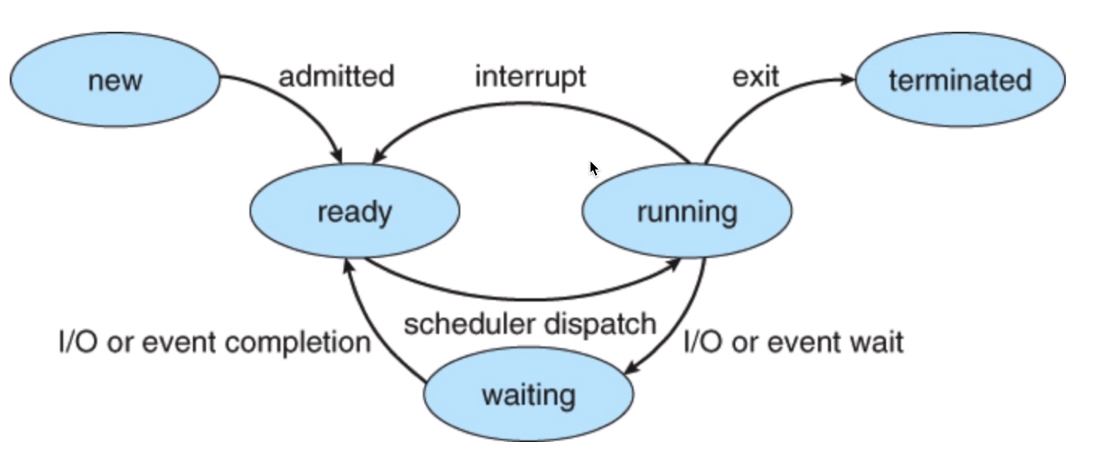 new
admitted
interrupt
exit
terminated
ready
running
scheduler dispatch
I/O or event completion
I/O or event wait
waiting